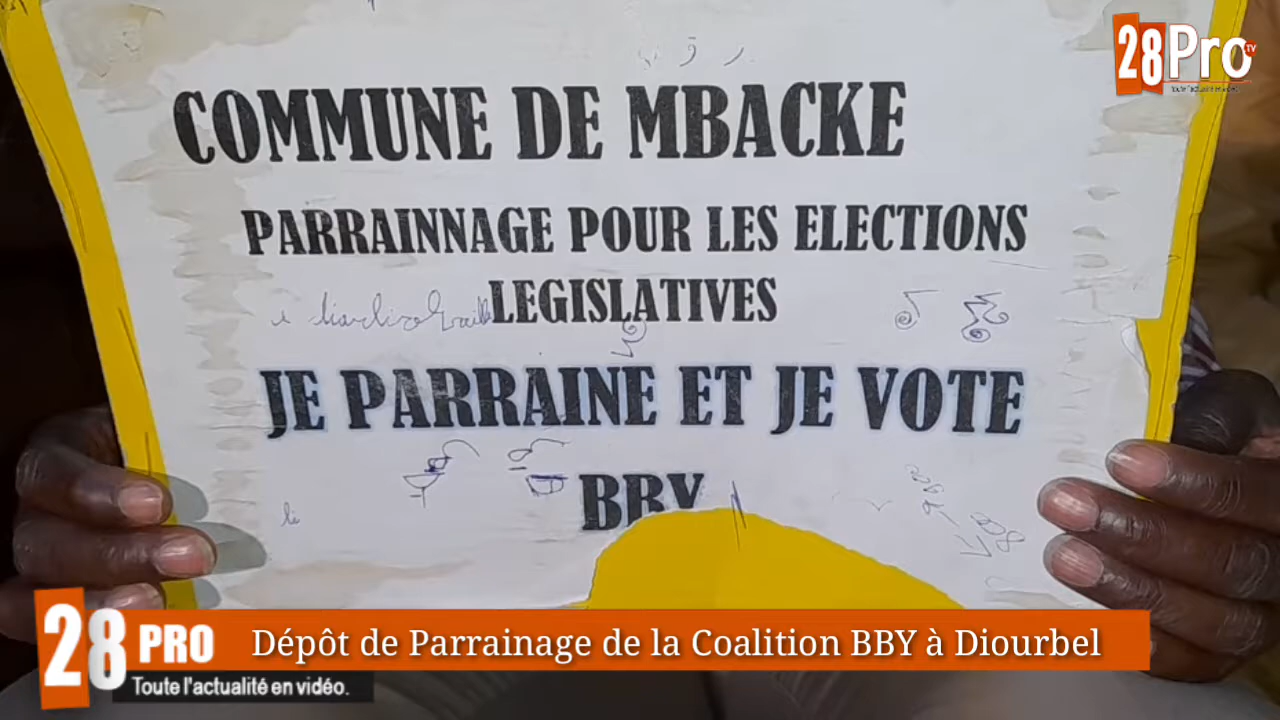 28Pro TV
COMMUNE DE MBACKE
PARRAINNAGE POUR LES ELECTIONS
LEGISLATIVES
JE PARRAINE ET JE VOTE
BBY
28 PRO
Dépôt de Parrainage de la Coalition BBY à Diourbel
Toute l'actualité en vidéo.